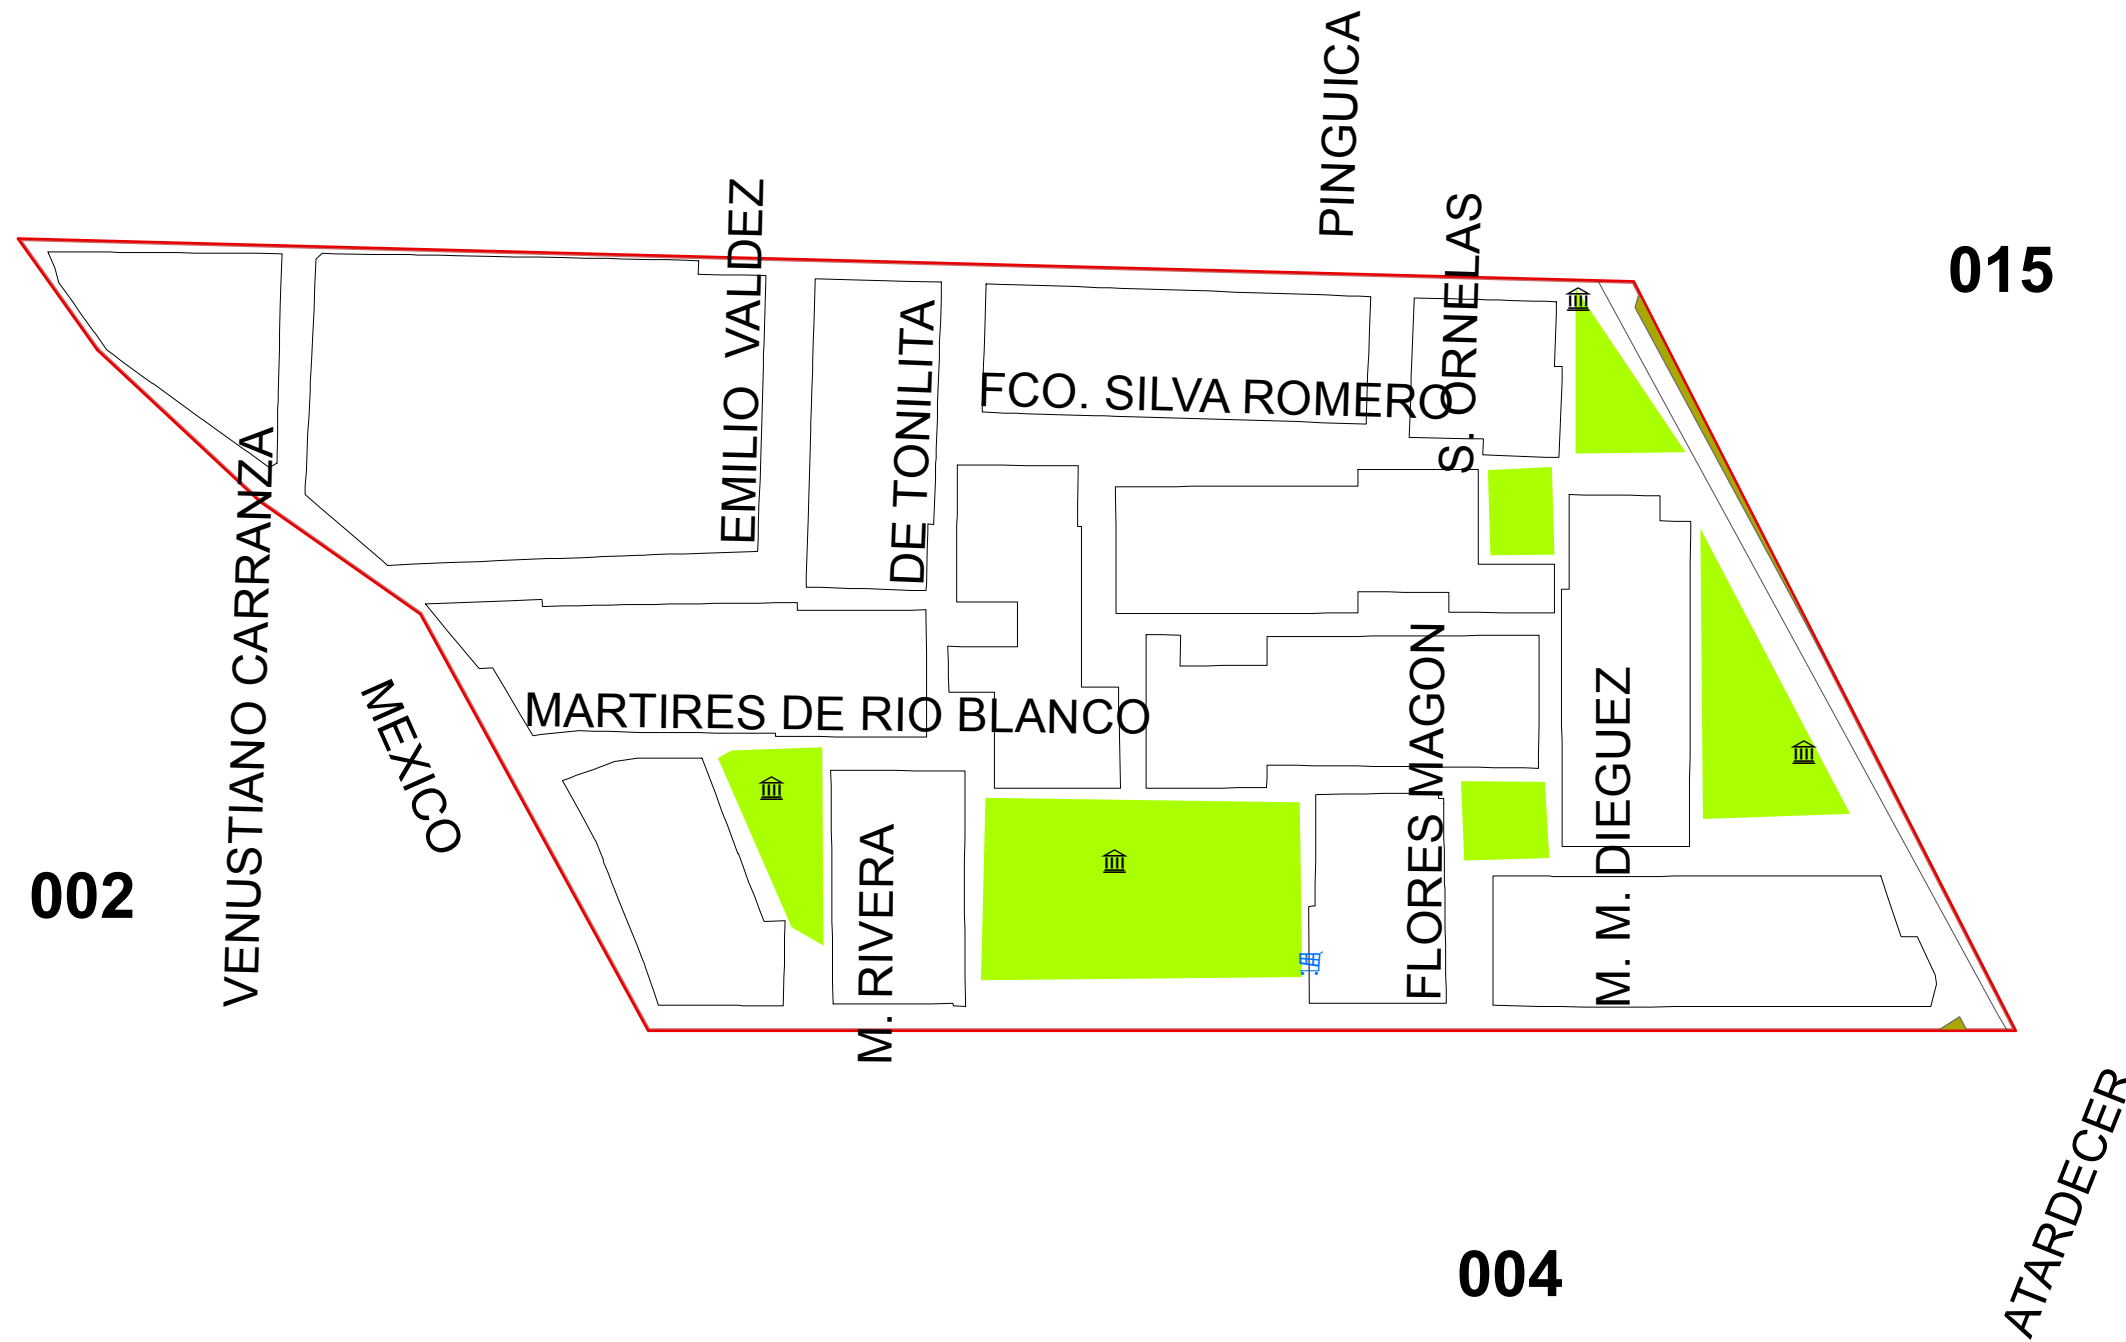 PINGUICA
S. ORNELAS
015
EMILIO VALDEZ
DE TONILITA
FCO. SILVA ROMERO
VENUSTIANO CARRANZA
MEXICO
MARTIRES DE RIO BLANCO
FLORES MAGON
M. M. DIEGUEZ
M. RIVERA
002
004
ATARDECER